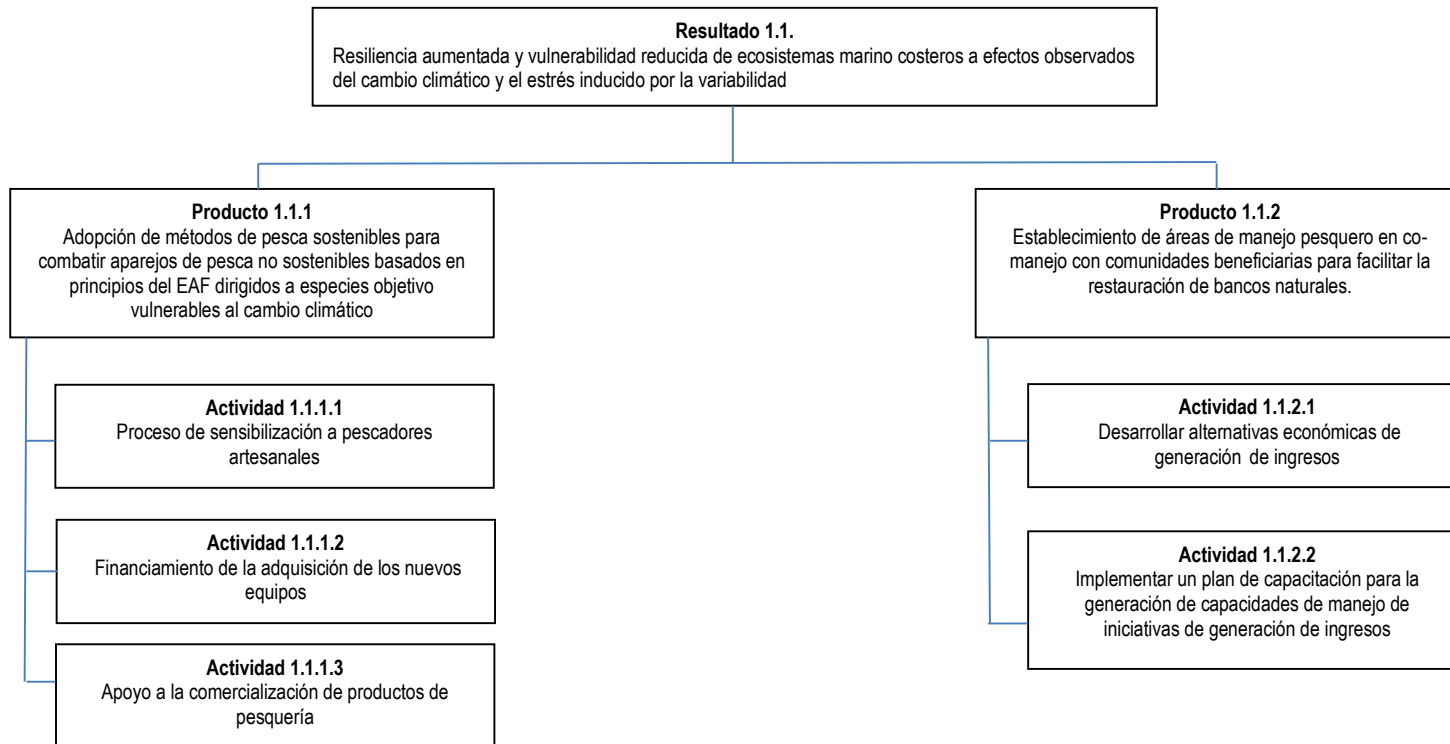 Resultado 1.1.
Resiliencia aumentada y vulnerabilidad reducida de ecosistemas marino costeros a efectos observados
del cambio climático y el estrés inducido por la variabilidad
Producto 1.1.1
Adopción de métodos de pesca sostenibles para
combatir aparejos de pesca no sostenibles basados en
principios del EAF dirigidos a especies objetivo
vulnerables al cambio climático
Actividad 1.1.1.1
Proceso de sensibilización a pescadores
artesanales
Actividad 1.1.1.2
Financiamiento de la adquisición de los nuevos
equipos
Actividad 1.1.1.3
Apoyo a la comercialización de productos de
pesquería
Producto 1.1.2
Establecimiento de áreas de manejo pesquero en co-
manejo con comunidades beneficiarias para facilitar la
restauración de bancos naturales.
Actividad 1.1.2.1
Desarrollar alternativas económicas de
generación de ingresos
Actividad 1.1.2.2
Implementar un plan de capacitación para la
generación de capacidades de manejo de
iniciativas de generación de ingresos